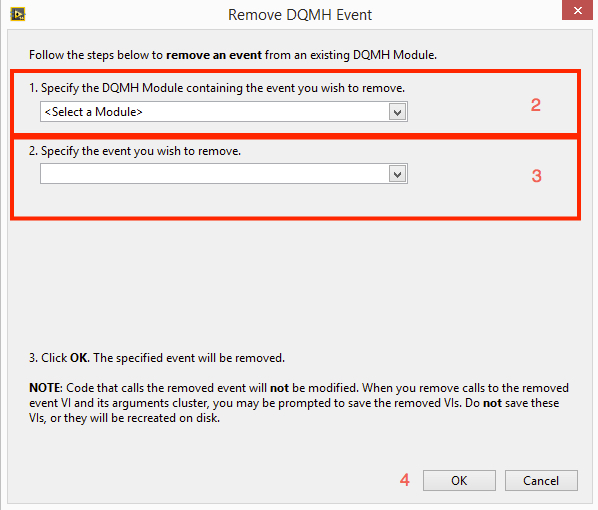 Remove DQMH Event
Follow the steps below to remove an event from an existing DQMH Module.
1. Specify the DQMH Module containing the event you wish to remove.
<Select a Module>
2
2. Specify the event you wish to remove.
3
3. Click OK. The specified event will be removed.
NOTE: Code that calls the removed event will not be modified. When you remove calls to the removed
event VI and its arguments cluster, you may be prompted to save the removed VIs. Do not save these
VIs, or they will be recreated on disk.
4 OK Cancel